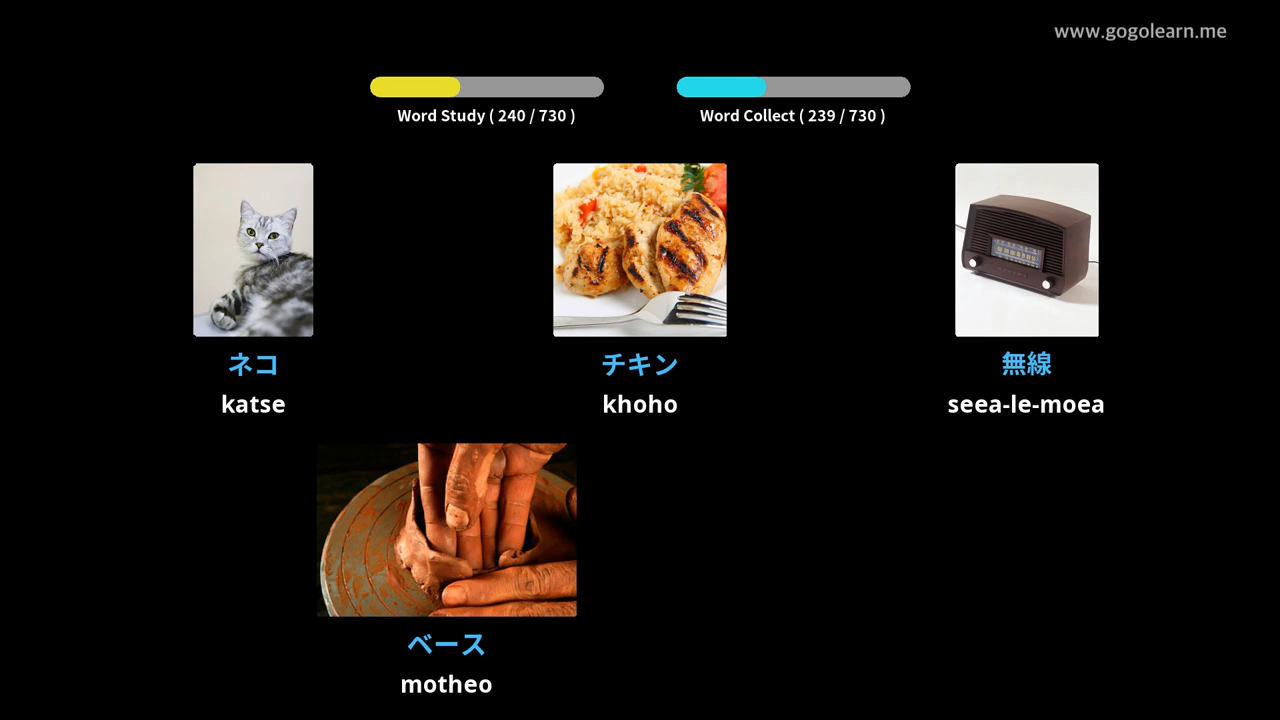 www.gogolearn.me
Word Study ( 240 / 730 )
Word Collect ( 239 / 730 )
ネコ
katse
チキン
khoho
無線
seea-le-moea
ベース
motheo